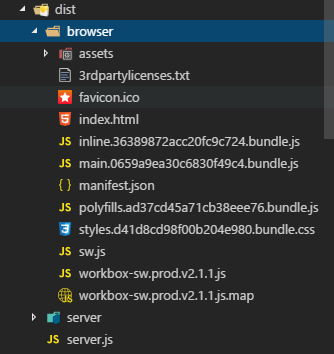 dist
browser
assets
3rdpartylicenses.txt
favicon.ico
index.html
JS inline.36389872acc20fc9c724.bundle.js
JS main.0659a9ea30c6830f49c4.bundle.js
{ } manifest.json
JS polyfills.ad37cd45a71cb38eee76.bundle.js
styles.d41d8cd98f00b204e980.bundle.css
JS sw.js
JS workbox-sw.prod.v2.1.1.js
workbox-sw.prod.v2.1.1.js.map
server
JS server.js